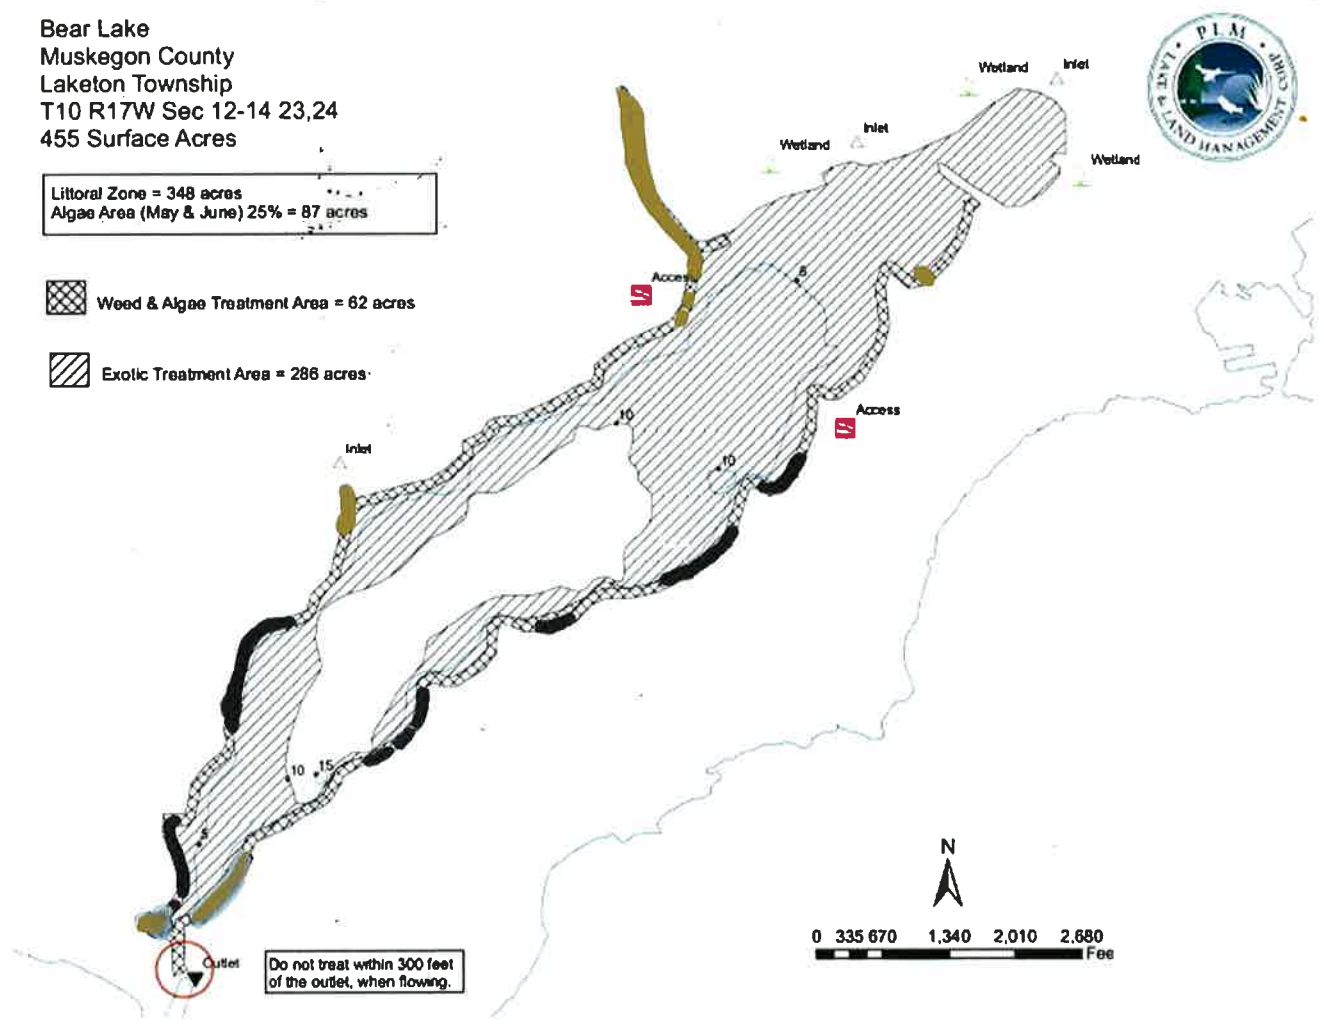 Bear Lake
Muskegon County
Laketon Township
T10 R17W Sec 12-14 23,24
455 Surface Acres
Littoral Zone = 348 acres
Algae Area (May & June) 25% = 87 acres
Weed & Algae Treatment Area = 62 acres
Exotic Treatment Area = 286 acres
PLM
LAKE & LAND MANAGEMENT CORP
Wetland
Inlet
Inlet
Wetland
Wetland
Access
5
Access
10
10
Inlet
10
15
5
Outlet
Do not treat within 300 feet
of the outlet, when flowing.
N
0 335 670 1,340 2,010 2,680
Fee